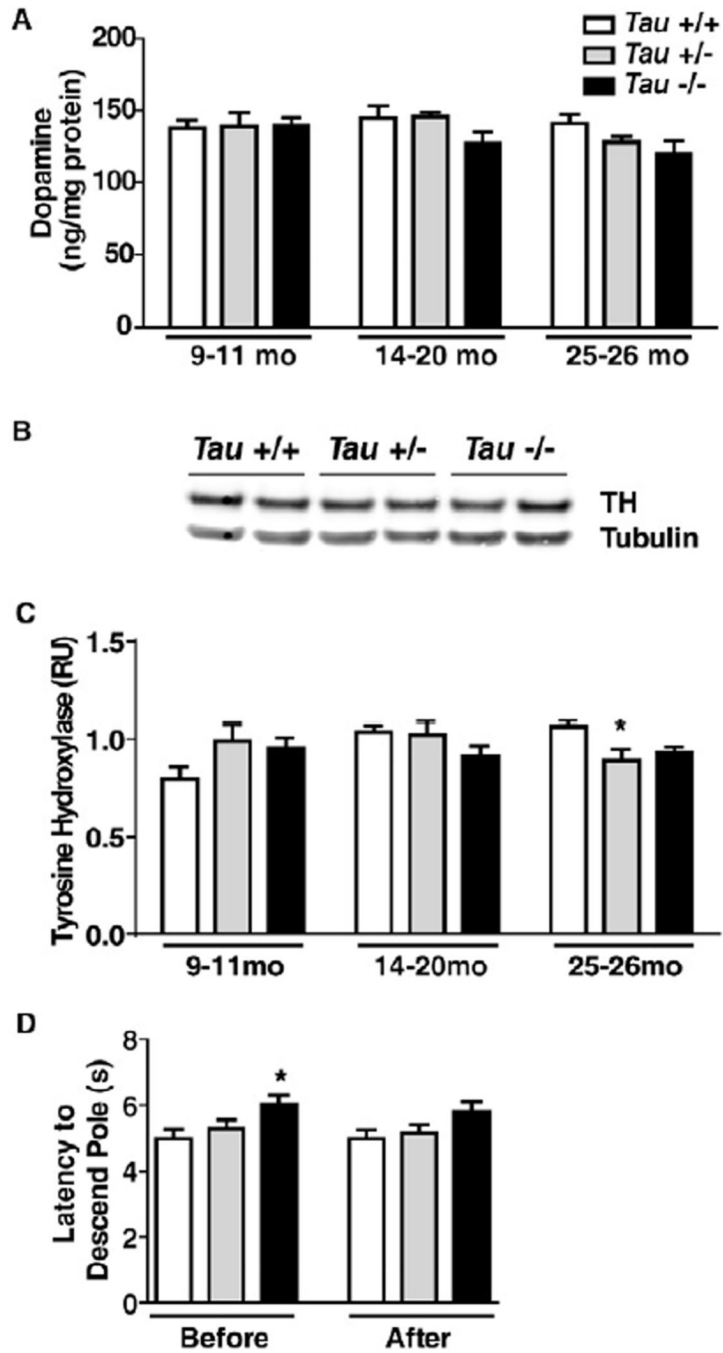 A
Tau +/+
Tau +/-
Tau -/-
Dopamine
(ng/mg protein)
200
150
100
50
0
9-11 mo 14-20 mo 25-26 mo
B
Tau +/+ Tau +/- Tau -/-
TH
Tubulin
C
Tyrosine Hydroxylase (RU)
1.5
1.0
0.5
0.0
*
9-11mo 14-20mo 25-26mo
D
Latency to
Descend Pole (s)
8
6
4
2
0
*
Before After